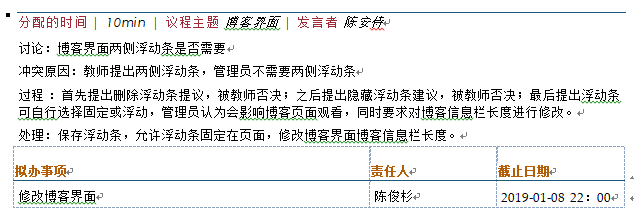 分配的时间 | 10min | 议程主题 博客界面 | 发言者 陈安伟
讨论：博客界面两侧浮动条是否需要
冲突原因：教师提出两侧浮动条，管理员不需要两侧浮动条
过程：首先提出删除浮动条提议，被教师否决；之后提出隐藏浮动条建议，被教师否决；最后提出浮动条
可自行选择固定或浮动，管理员认为会影响博客页面观看，同时要求对博客信息栏长度进行修改。
处理：保存浮动条，允许浮动条固定在页面，修改博客界面博客信息栏长度。
拟办事项 责任人 截止日期
修改博客界面 陈俊杉 2019-01-08 22：00